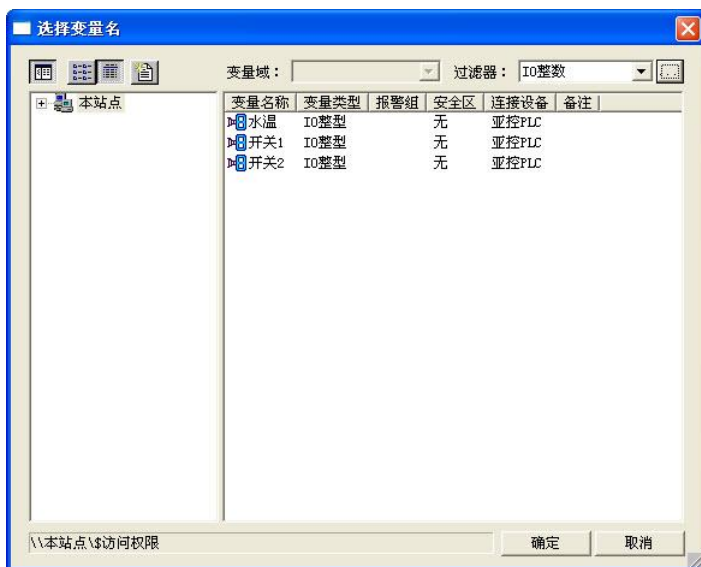 选择变量名
变量域： 过滤器： IO整数 ...
本站点
变量名称 变量类型 报警组 安全区 连接设备 备注
水温 IO整型 无 亚控PLC
开关1 IO整型 无 亚控PLC
开关2 IO整型 无 亚控PLC
\\本站点\$访问权限 确定 取消